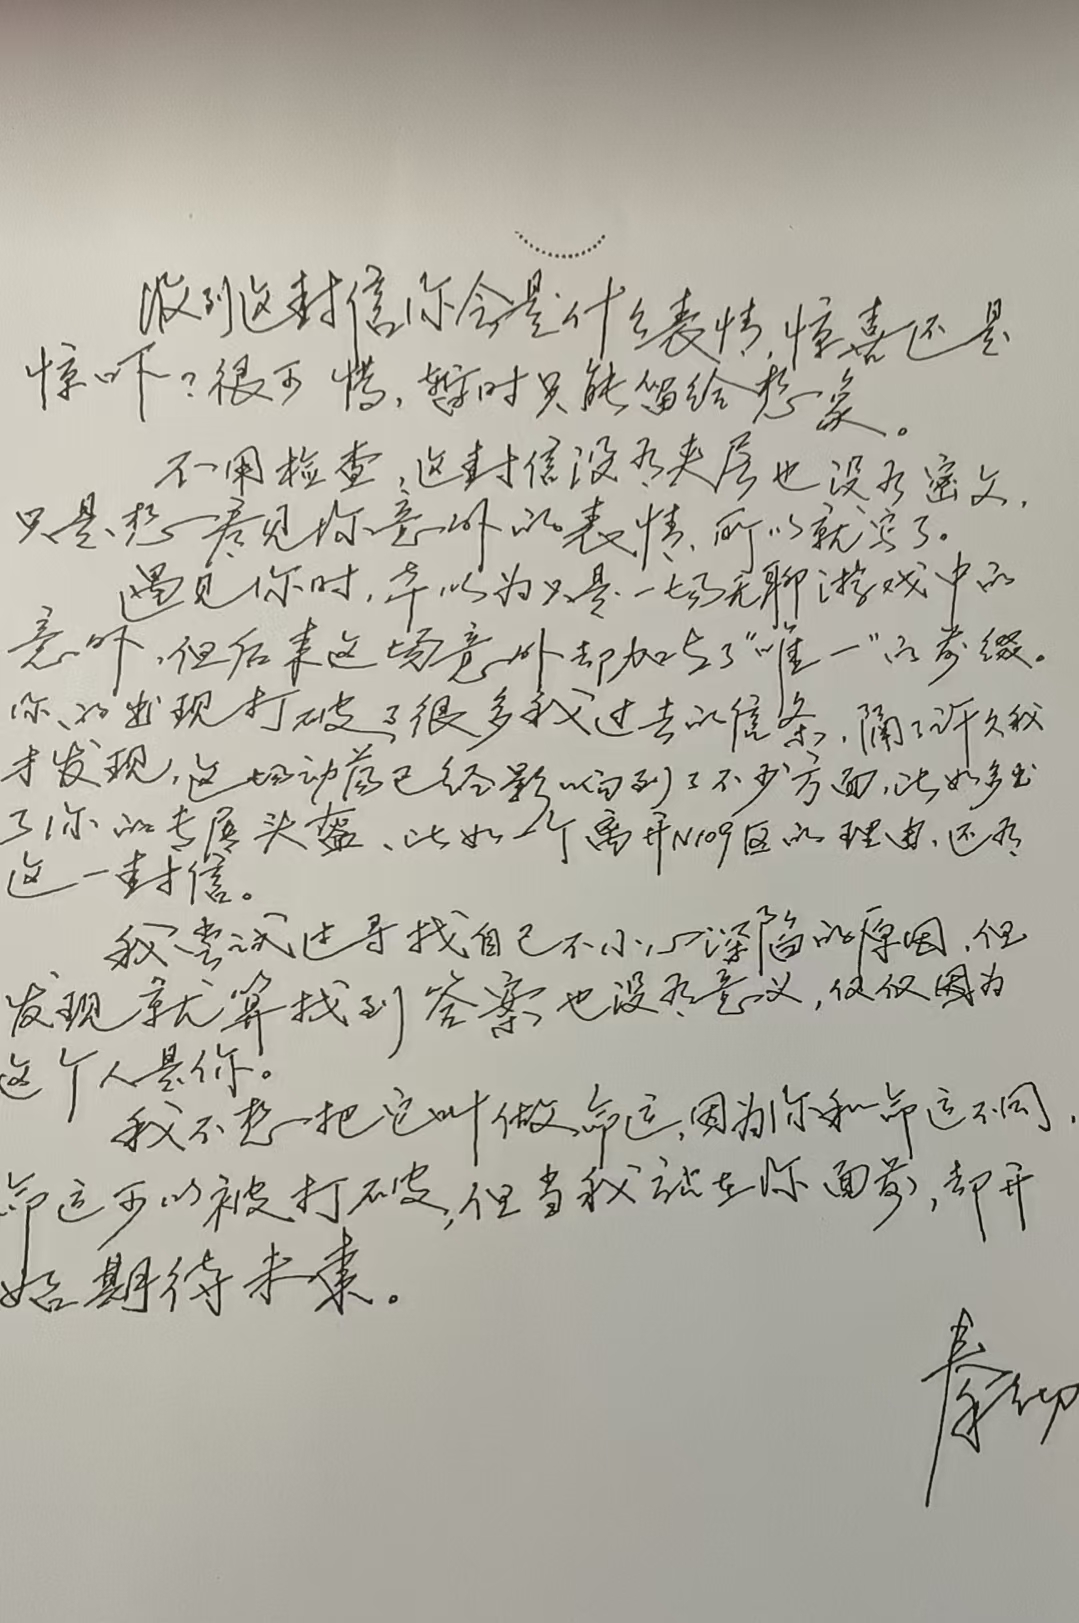 收到这封信你会是什么表情,惊喜还是
惊吓?很可惜,暂时只能留给想象。
不用检查,这封信没有夹层也没有密文,
只是想看见你意外的表情,所以就写了。
遇见你时,本以为只是一场无聊游戏中的
意外,但后来这场意外却加上了“唯一”的前缀。
你的出现打破了很多我过去的信条,隔了许久我
才发现,这场动荡已经影响到了不少方面,比如多出
了你的专属头盔、比如一个离开N109区的理由、还有
这一封信。
我尝试过寻找自己不小心深陷的原因,但
发现就算找到答案也没有意义,仅仅因为
这个人是你。
我不想把它叫做命运,因为你和命运不同,
命运可以被打破,但当我站在你面前,却开
始期待未来。
秦彻